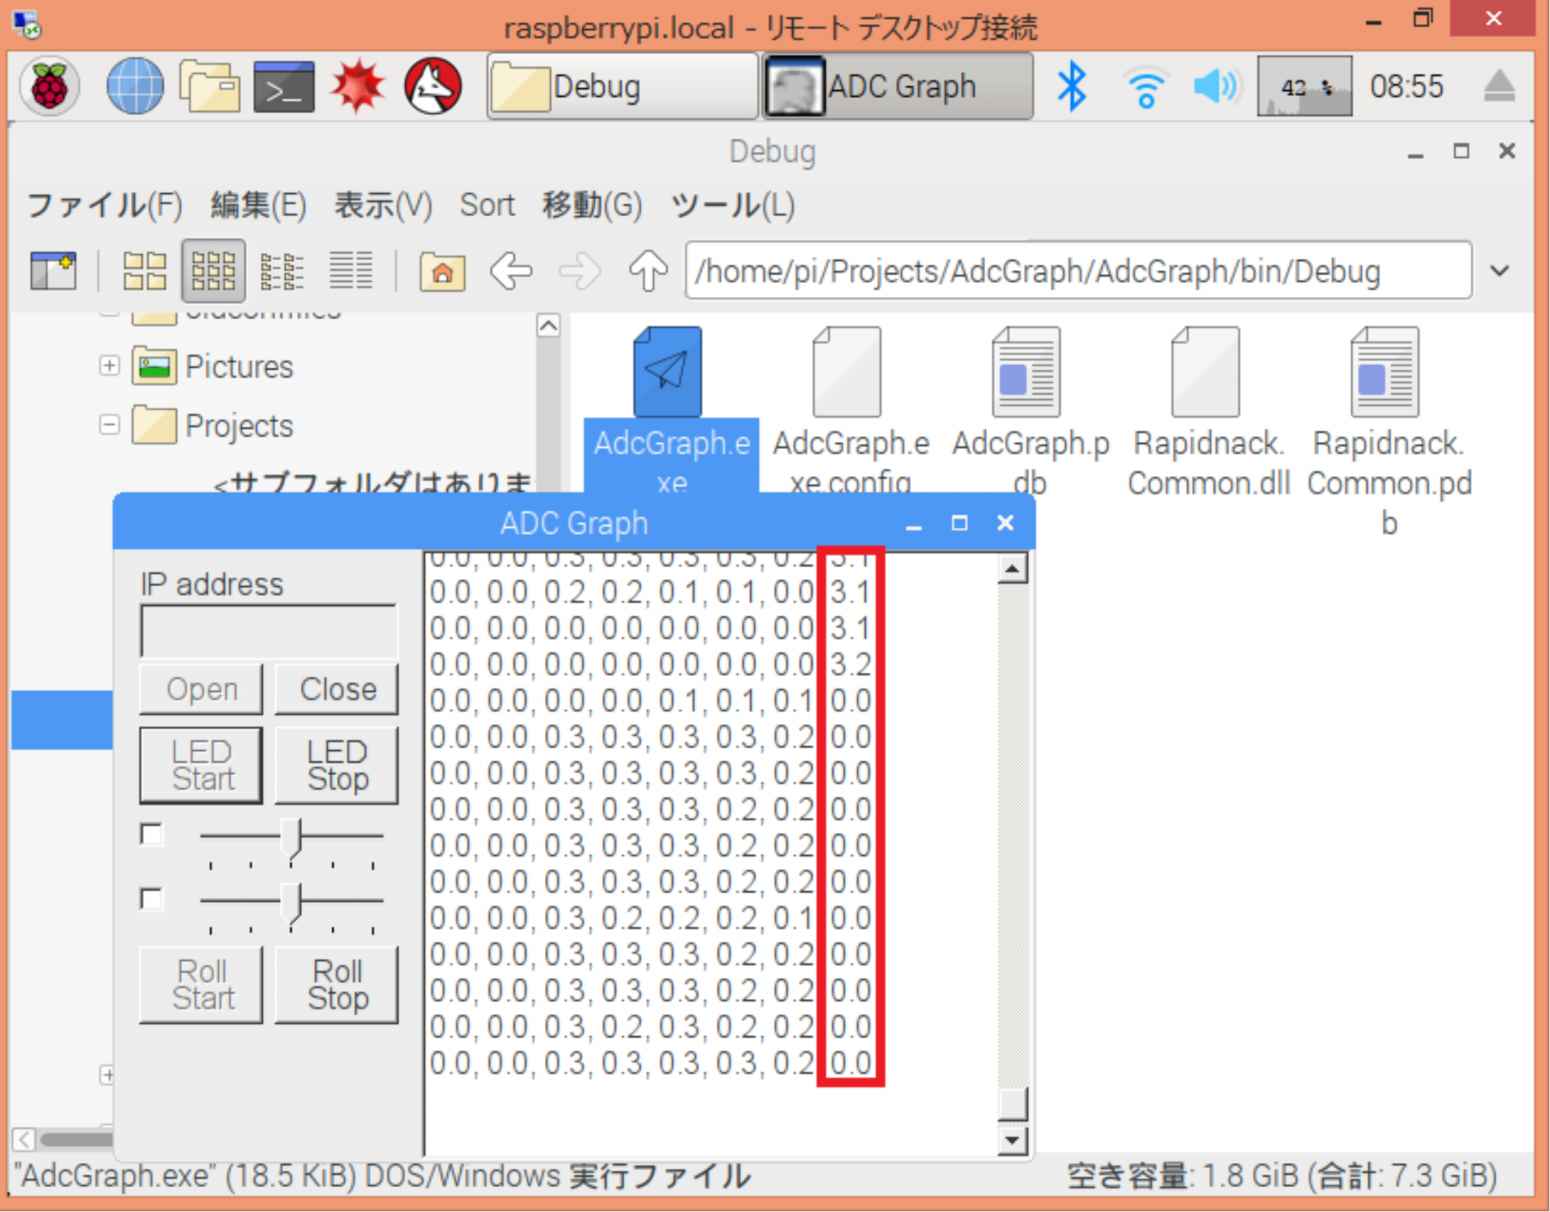 raspberrypi.local - リモート デスクトップ接続
Debug
ADC Graph
42 %
08:55
Debug
ファイル(F) 編集(E) 表示(V) Sort 移動(G) ツール(L)
/home/pi/Projects/AdcGraph/AdcGraph/bin/Debug
Pictures
Projects
<サブフォルダはありま
AdcGraph.e
xe
AdcGraph.e
xe.config
AdcGraph.p
db
Rapidnack.
Common.dll
Rapidnack.
Common.pd
b
ADC Graph
IP address
Open
Close
LED
Start
LED
Stop
Roll
Start
Roll
Stop
0.0, 0.0, 0.3, 0.3, 0.3, 0.3, 0.2 3.1
0.0, 0.0, 0.2, 0.2, 0.1, 0.1, 0.0 3.1
0.0, 0.0, 0.0, 0.0, 0.0, 0.0, 0.0 3.1
0.0, 0.0, 0.0, 0.0, 0.0, 0.0, 0.0 3.2
0.0, 0.0, 0.0, 0.0, 0.1, 0.1, 0.1 0.0
0.0, 0.0, 0.3, 0.3, 0.3, 0.3, 0.2 0.0
0.0, 0.0, 0.3, 0.3, 0.3, 0.3, 0.2 0.0
0.0, 0.0, 0.3, 0.3, 0.3, 0.2, 0.2 0.0
0.0, 0.0, 0.3, 0.3, 0.3, 0.2, 0.2 0.0
0.0, 0.0, 0.3, 0.3, 0.3, 0.2, 0.2 0.0
0.0, 0.0, 0.3, 0.2, 0.2, 0.2, 0.1 0.0
0.0, 0.0, 0.3, 0.3, 0.3, 0.2, 0.2 0.0
0.0, 0.0, 0.3, 0.3, 0.3, 0.2, 0.2 0.0
0.0, 0.0, 0.3, 0.2, 0.3, 0.2, 0.2 0.0
0.0, 0.0, 0.3, 0.3, 0.3, 0.3, 0.2 0.0
"AdcGraph.exe" (18.5 KiB) DOS/Windows 実行ファイル
空き容量: 1.8 GiB (合計: 7.3 GiB)